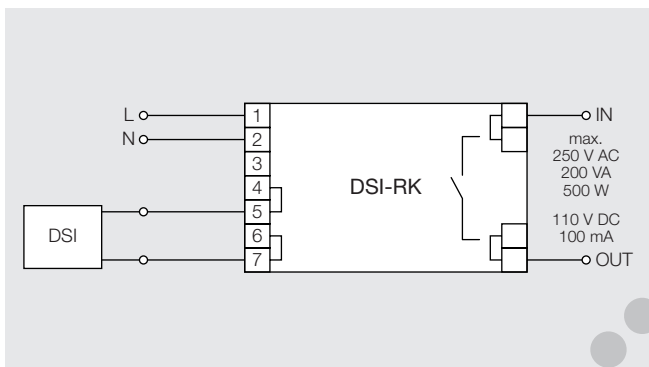 L
N
1
2
3
4
5
6
7
DSI
DSI-RK
IN
max.
250 V AC
200 VA
500 W
110 V DC
100 mA
OUT